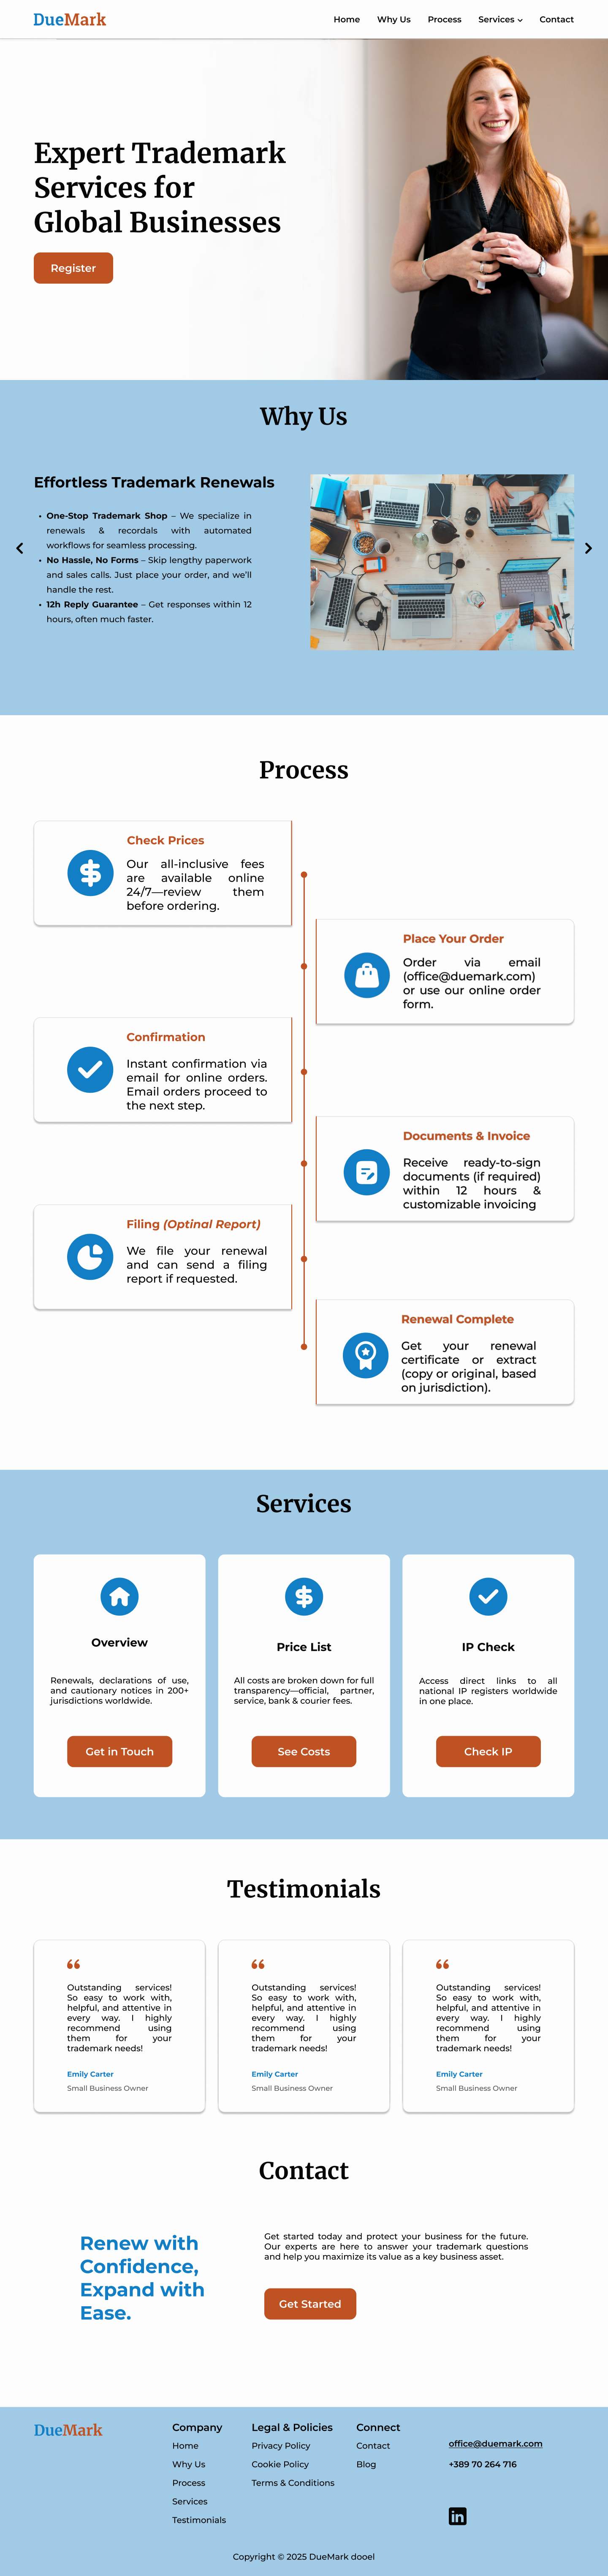 DueMark
Home Why Us Process Services Contact
Expert Trademark
Services for
Global Businesses
Register
Why Us
Effortless Trademark Renewals
• One-Stop Trademark Shop – We specialize in
renewals & recordals with automated
workflows for seamless processing.
• No Hassle, No Forms – Skip lengthy paperwork
and sales calls. Just place your order, and we'll
handle the rest.
• 12h Reply Guarantee – Get responses within 12
hours, often much faster.
Process
Check Prices
Our all-inclusive fees
are available online
24/7—review them
before ordering.
Place Your Order
Order via email
(office@duemark.com)
or use our online order
form.
Confirmation
Instant confirmation via
email for online orders.
Email orders proceed to
the next step.
Documents & Invoice
Receive ready-to-sign
documents (if required)
within 12 hours &
customizable invoicing
Filing (Optinal Report)
We file your renewal
and can send a filing
report if requested.
Renewal Complete
Get your renewal
certificate or extract
(copy or original, based
on jurisdiction).
Services
Overview
Renewals, declarations of use,
and cautionary notices in 200+
jurisdictions worldwide.
Get in Touch
Price List
All costs are broken down for full
transparency—official, partner,
service, bank & courier fees.
See Costs
IP Check
Access direct links to all
national IP registers worldwide
in one place.
Check IP
Testimonials
Outstanding services!
So easy to work with,
helpful, and attentive in
every way. I highly
recommend using
them for your
trademark needs!
Emily Carter
Small Business Owner
Outstanding services!
So easy to work with,
helpful, and attentive in
every way. I highly
recommend using
them for your
trademark needs!
Emily Carter
Small Business Owner
Outstanding services!
So easy to work with,
helpful, and attentive in
every way. I highly
recommend using
them for your
trademark needs!
Emily Carter
Small Business Owner
Contact
Renew with
Confidence,
Expand with
Ease.
Get started today and protect your business for the future.
Our experts are here to answer your trademark questions
and help you maximize its value as a key business asset.
Get Started
DueMark
Company
Home
Why Us
Process
Services
Testimonials
Legal & Policies
Privacy Policy
Cookie Policy
Terms & Conditions
Connect
Contact
Blog
office@duemark.com
+389 70 264 716
in
Copyright © 2025 DueMark dooel